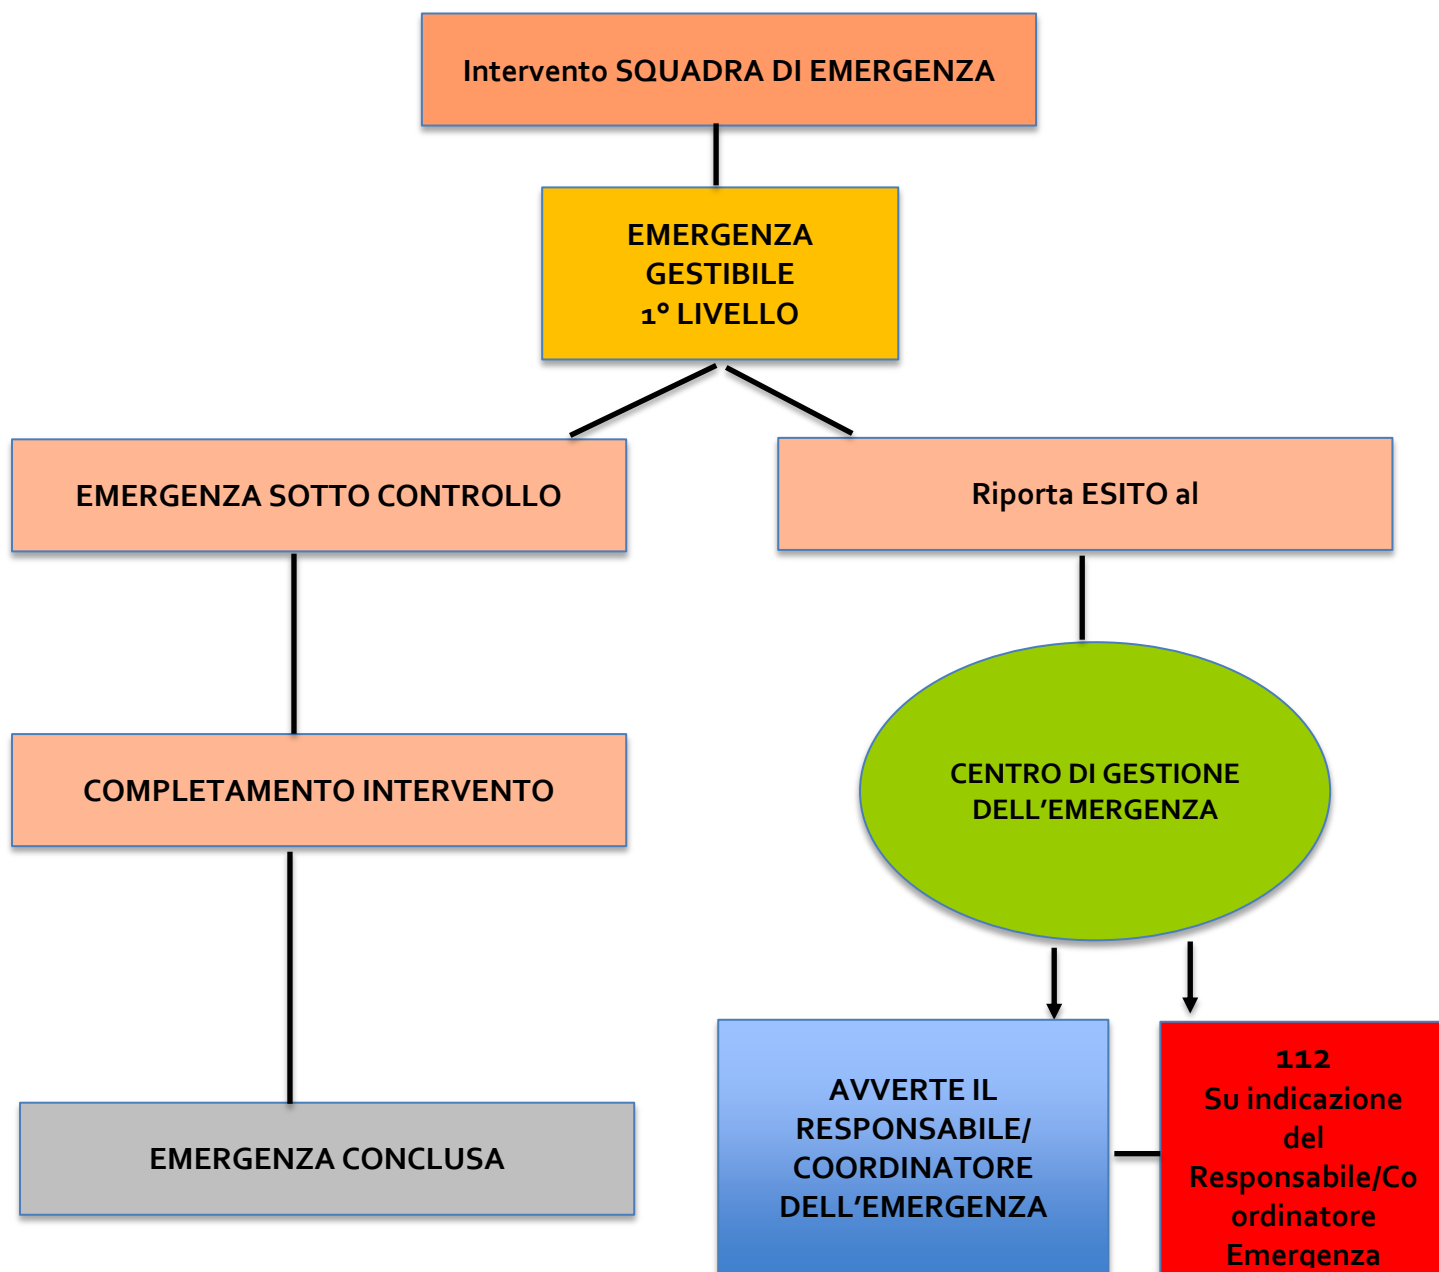 Intervento SQUADRA DI EMERGENZA
EMERGENZA
GESTIBILE
1° LIVELLO
EMERGENZA SOTTO CONTROLLO
Riporta ESITO al
COMPLETAMENTO INTERVENTO
CENTRO DI GESTIONE
DELL’EMERGENZA
EMERGENZA CONCLUSA
AVVERTE IL
RESPONSABILE/
COORDINATORE
DELL’EMERGENZA
112
Su indicazione
del
Responsabile/Co
ordinatore
Emergenza